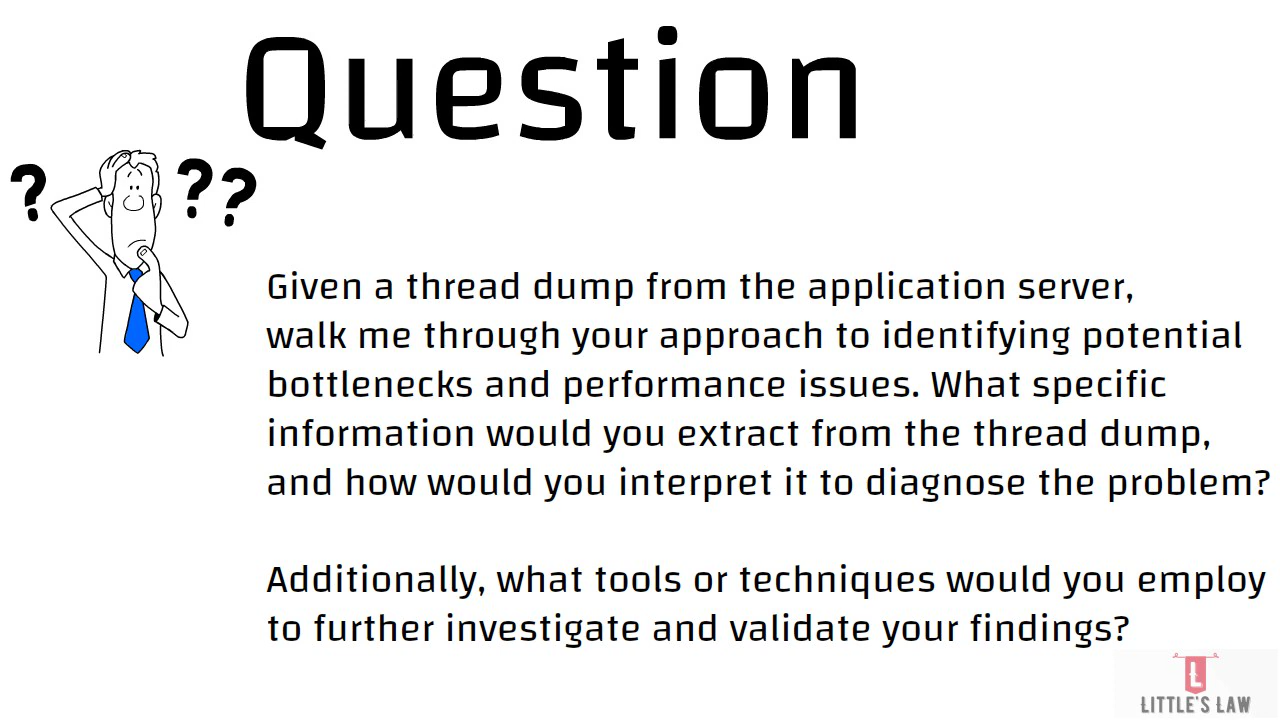 Question
? ??
Given a thread dump from the application server,
walk me through your approach to identifying potential
bottlenecks and performance issues. What specific
information would you extract from the thread dump,
and how would you interpret it to diagnose the problem?
Additionally, what tools or techniques would you employ
to further investigate and validate your findings?
L
LITTLE'S LAW